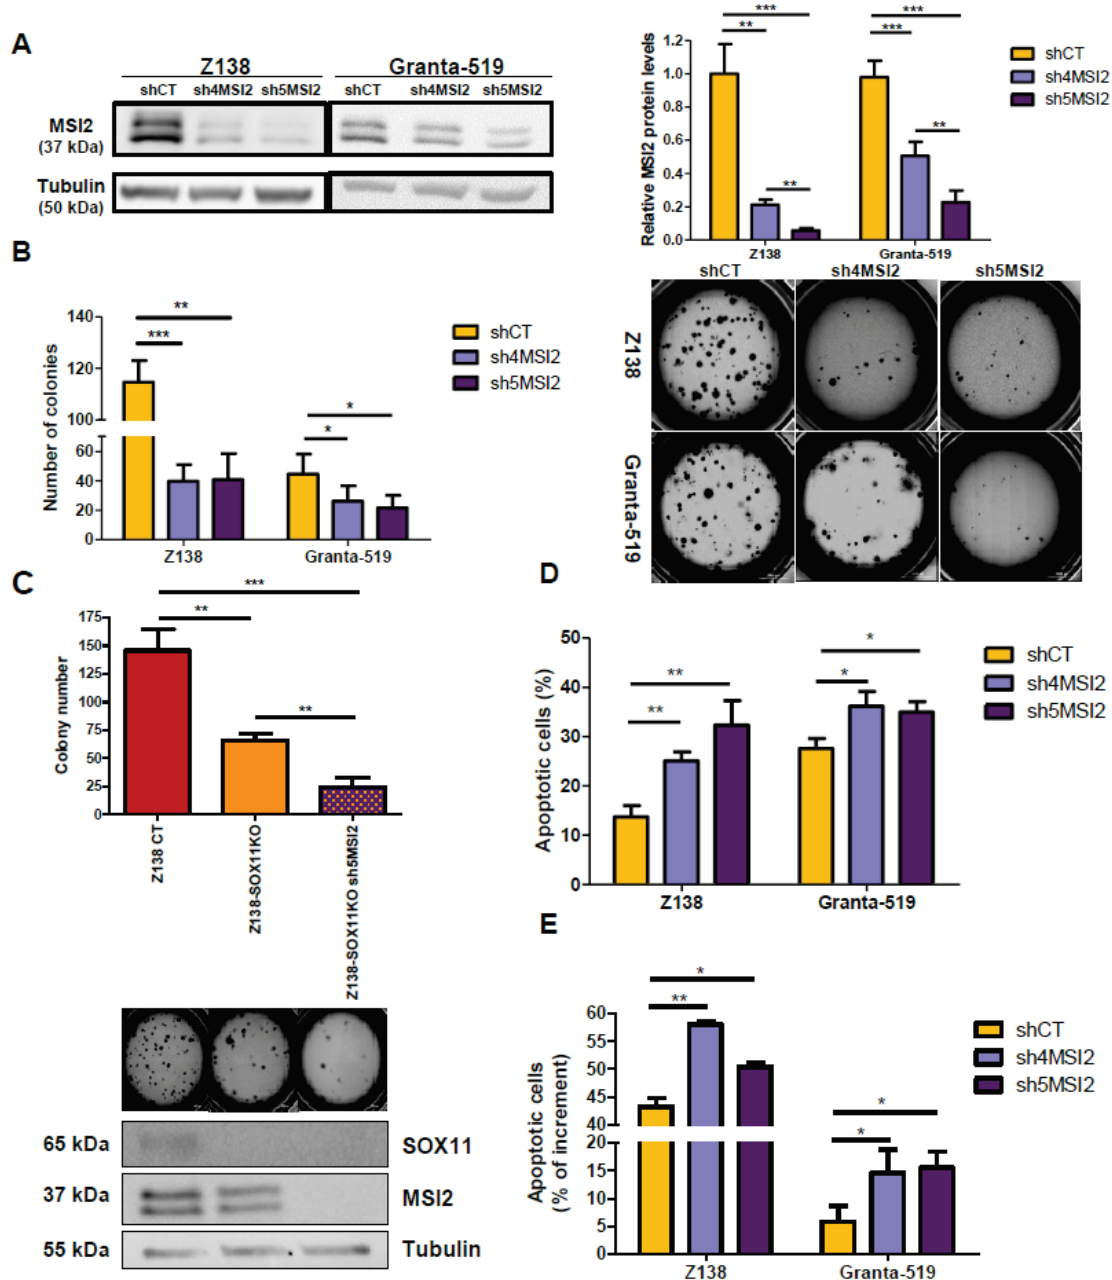 A
Z138
Granta-519
shCT sh4MSI2 sh5MSI2 shCT sh4MSI2 sh5MSI2
MSI2
(37 kDa)
Tubulin
(50 kDa)
Relative MSI2 protein levels
1.2
1.0
0.8
0.6
0.4
0.2
0.0
*** ***
** ***
** **
Z138 Granta-519
shCT
sh4MSI2
sh5MSI2
B
Number of colonies
140
120
100
60
40
20
0
**
***
*
*
Z138 Granta-519
shCT
sh4MSI2
sh5MSI2
shCT sh4MSI2 sh5MSI2
Z138
Granta-519
C
Colony number
175
150
125
100
75
50
25
0
***
**
**
Z138 CT
Z138-SOX11KO
Z138-SOX11KO sh5MSI2
65 kDa SOX11
37 kDa MSI2
55 kDa Tubulin
D
Apoptotic cells (%)
50
40
30
20
10
0
**
**
*
*
Z138 Granta-519
shCT
sh4MSI2
sh5MSI2
E
Apoptotic cells
(% of increment)
60
55
50
45
40
20
15
10
5
0
*
**
*
*
Z138 Granta-519
shCT
sh4MSI2
sh5MSI2